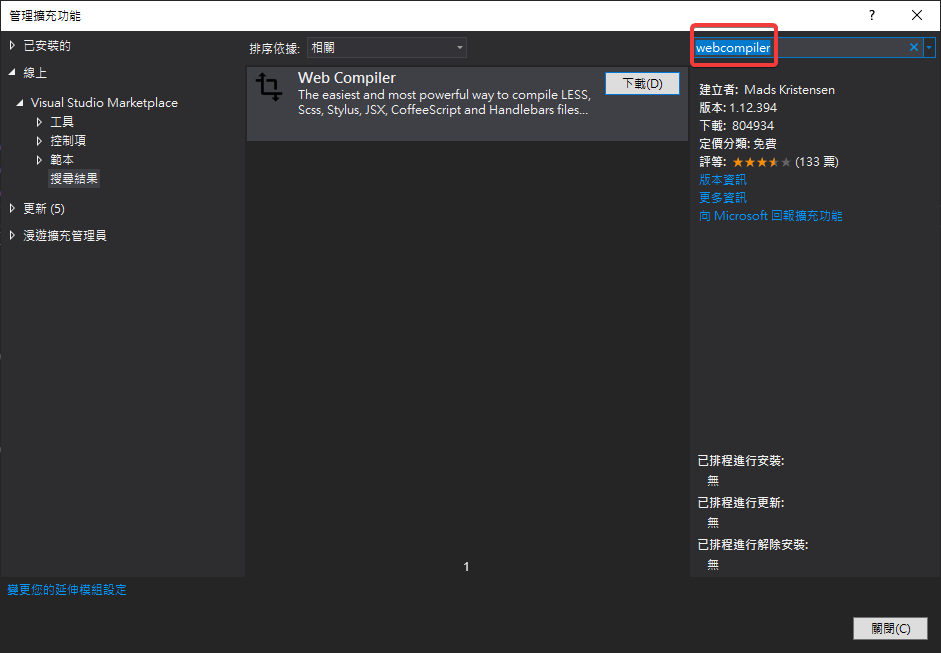 管理擴充功能
?
已安裝的
線上
Visual Studio Marketplace
工具
控制項
範本
搜尋結果
更新 (5)
漫遊擴充管理員
排序依據: 相關
Web Compiler
下載(D)
The easiest and most powerful way to compile LESS,
Scss, Stylus, JSX, CoffeeScript and Handlebars files...
1
webcompiler
建立者: Mads Kristensen
版本: 1.12.394
下載: 804934
定價分類: 免費
評等: ★★★★★ (133 票)
版本資訊
更多資訊
向 Microsoft 回報擴充功能
已排程進行安裝:
無
已排程進行更新:
無
已排程進行解除安裝:
無
變更您的延伸模組設定
關閉(C)